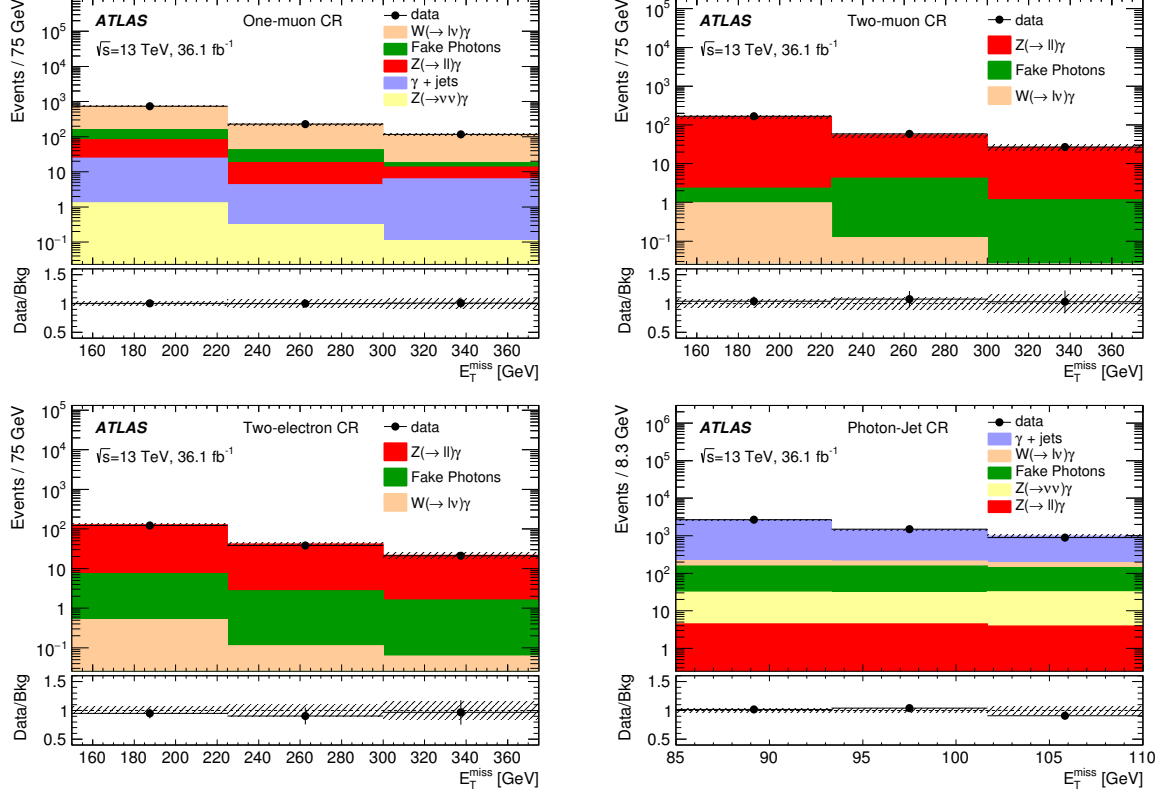 ATLAS One-muon CR
√s=13 TeV, 36.1 fb⁻¹
data
W(→ lν)γ
Fake Photons
Z(→ ll)γ
γ + jets
Z(→νν)γ
Events / 75 GeV
10⁵
10⁴
10³
10²
10
1
10⁻¹
Data/Bkg
1.5
1
0.5
160 180 200 220 240 260 280 300 320 340 360
E_T^miss [GeV]
ATLAS Two-muon CR
√s=13 TeV, 36.1 fb⁻¹
data
Z(→ ll)γ
Fake Photons
W(→ lν)γ
Events / 75 GeV
10⁵
10⁴
10³
10²
10
1
10⁻¹
Data/Bkg
1.5
1
0.5
160 180 200 220 240 260 280 300 320 340 360
E_T^miss [GeV]
ATLAS Two-electron CR
√s=13 TeV, 36.1 fb⁻¹
data
Z(→ ll)γ
Fake Photons
W(→ lν)γ
Events / 75 GeV
10⁵
10⁴
10³
10²
10
1
10⁻¹
Data/Bkg
1.5
1
0.5
160 180 200 220 240 260 280 300 320 340 360
E_T^miss [GeV]
ATLAS Photon-Jet CR
√s=13 TeV, 36.1 fb⁻¹
data
γ + jets
W(→ lν)γ
Fake Photons
Z(→νν)γ
Z(→ ll)γ
Events / 8.3 GeV
10⁶
10⁵
10⁴
10³
10²
10
1
Data/Bkg
1.5
1
0.5
85 90 95 100 105 110
E_T^miss [GeV]